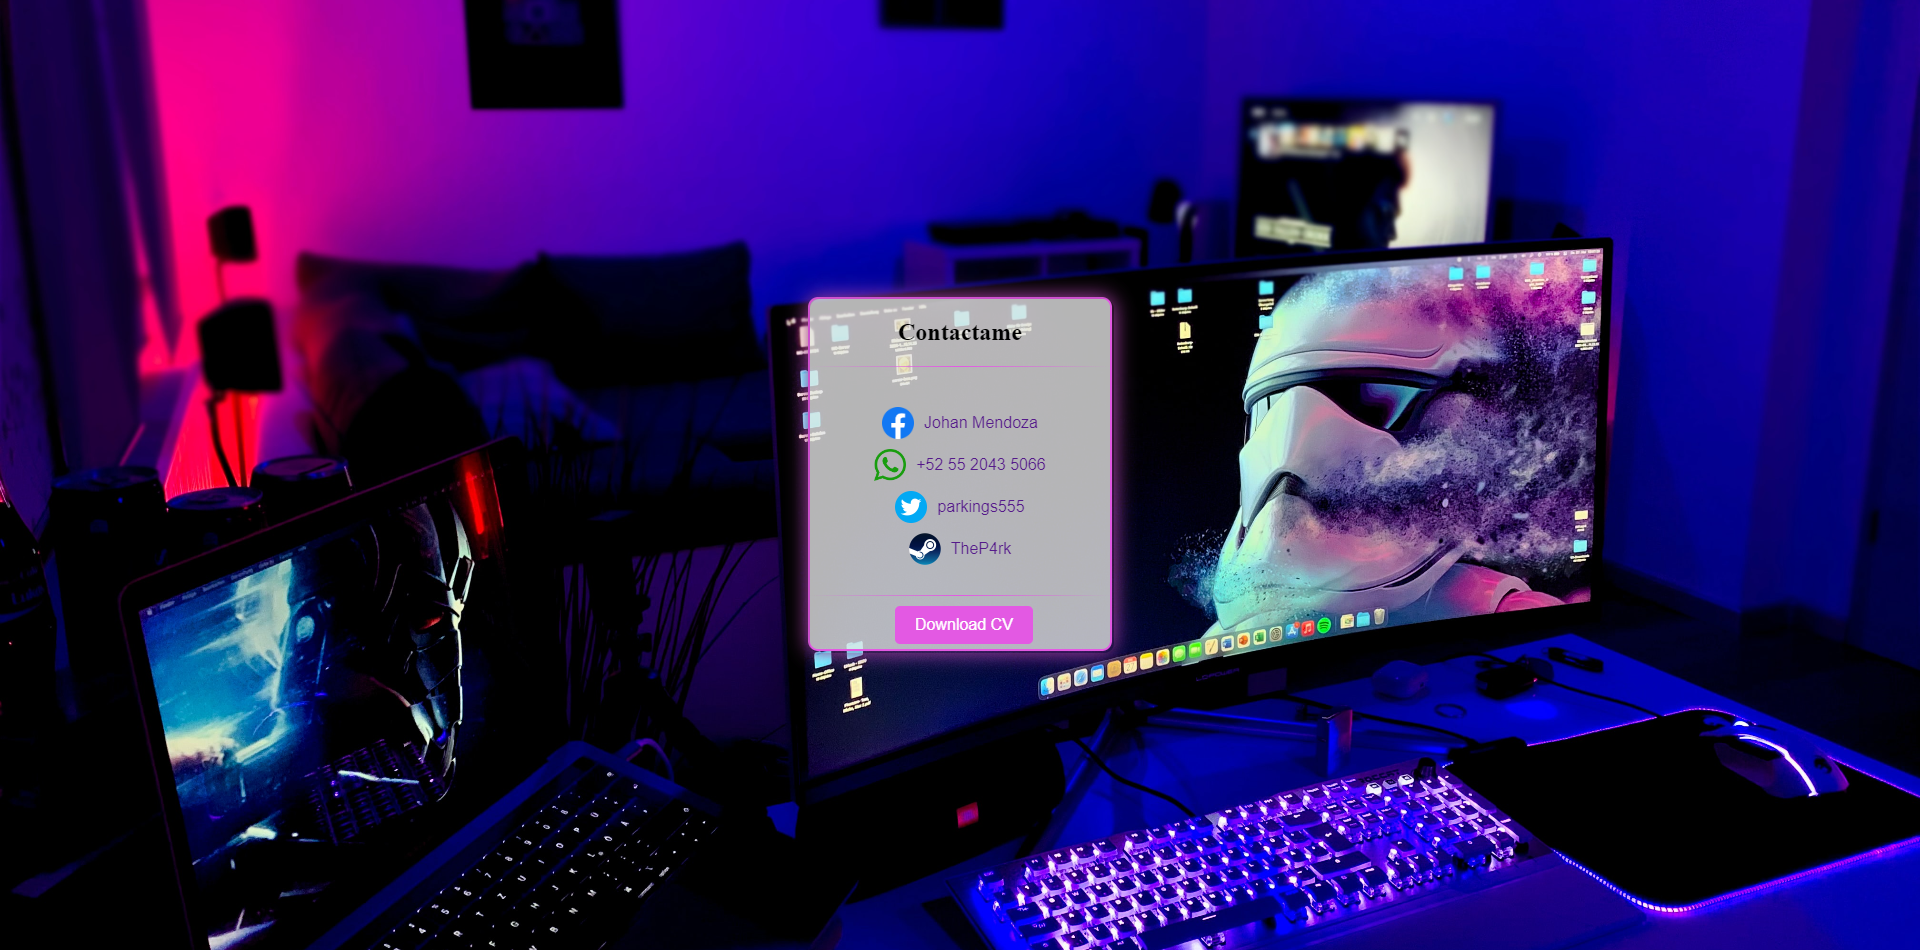 Contactame
Johan Mendoza
+52 55 2043 5066
parkings555
TheP4rk
Download CV